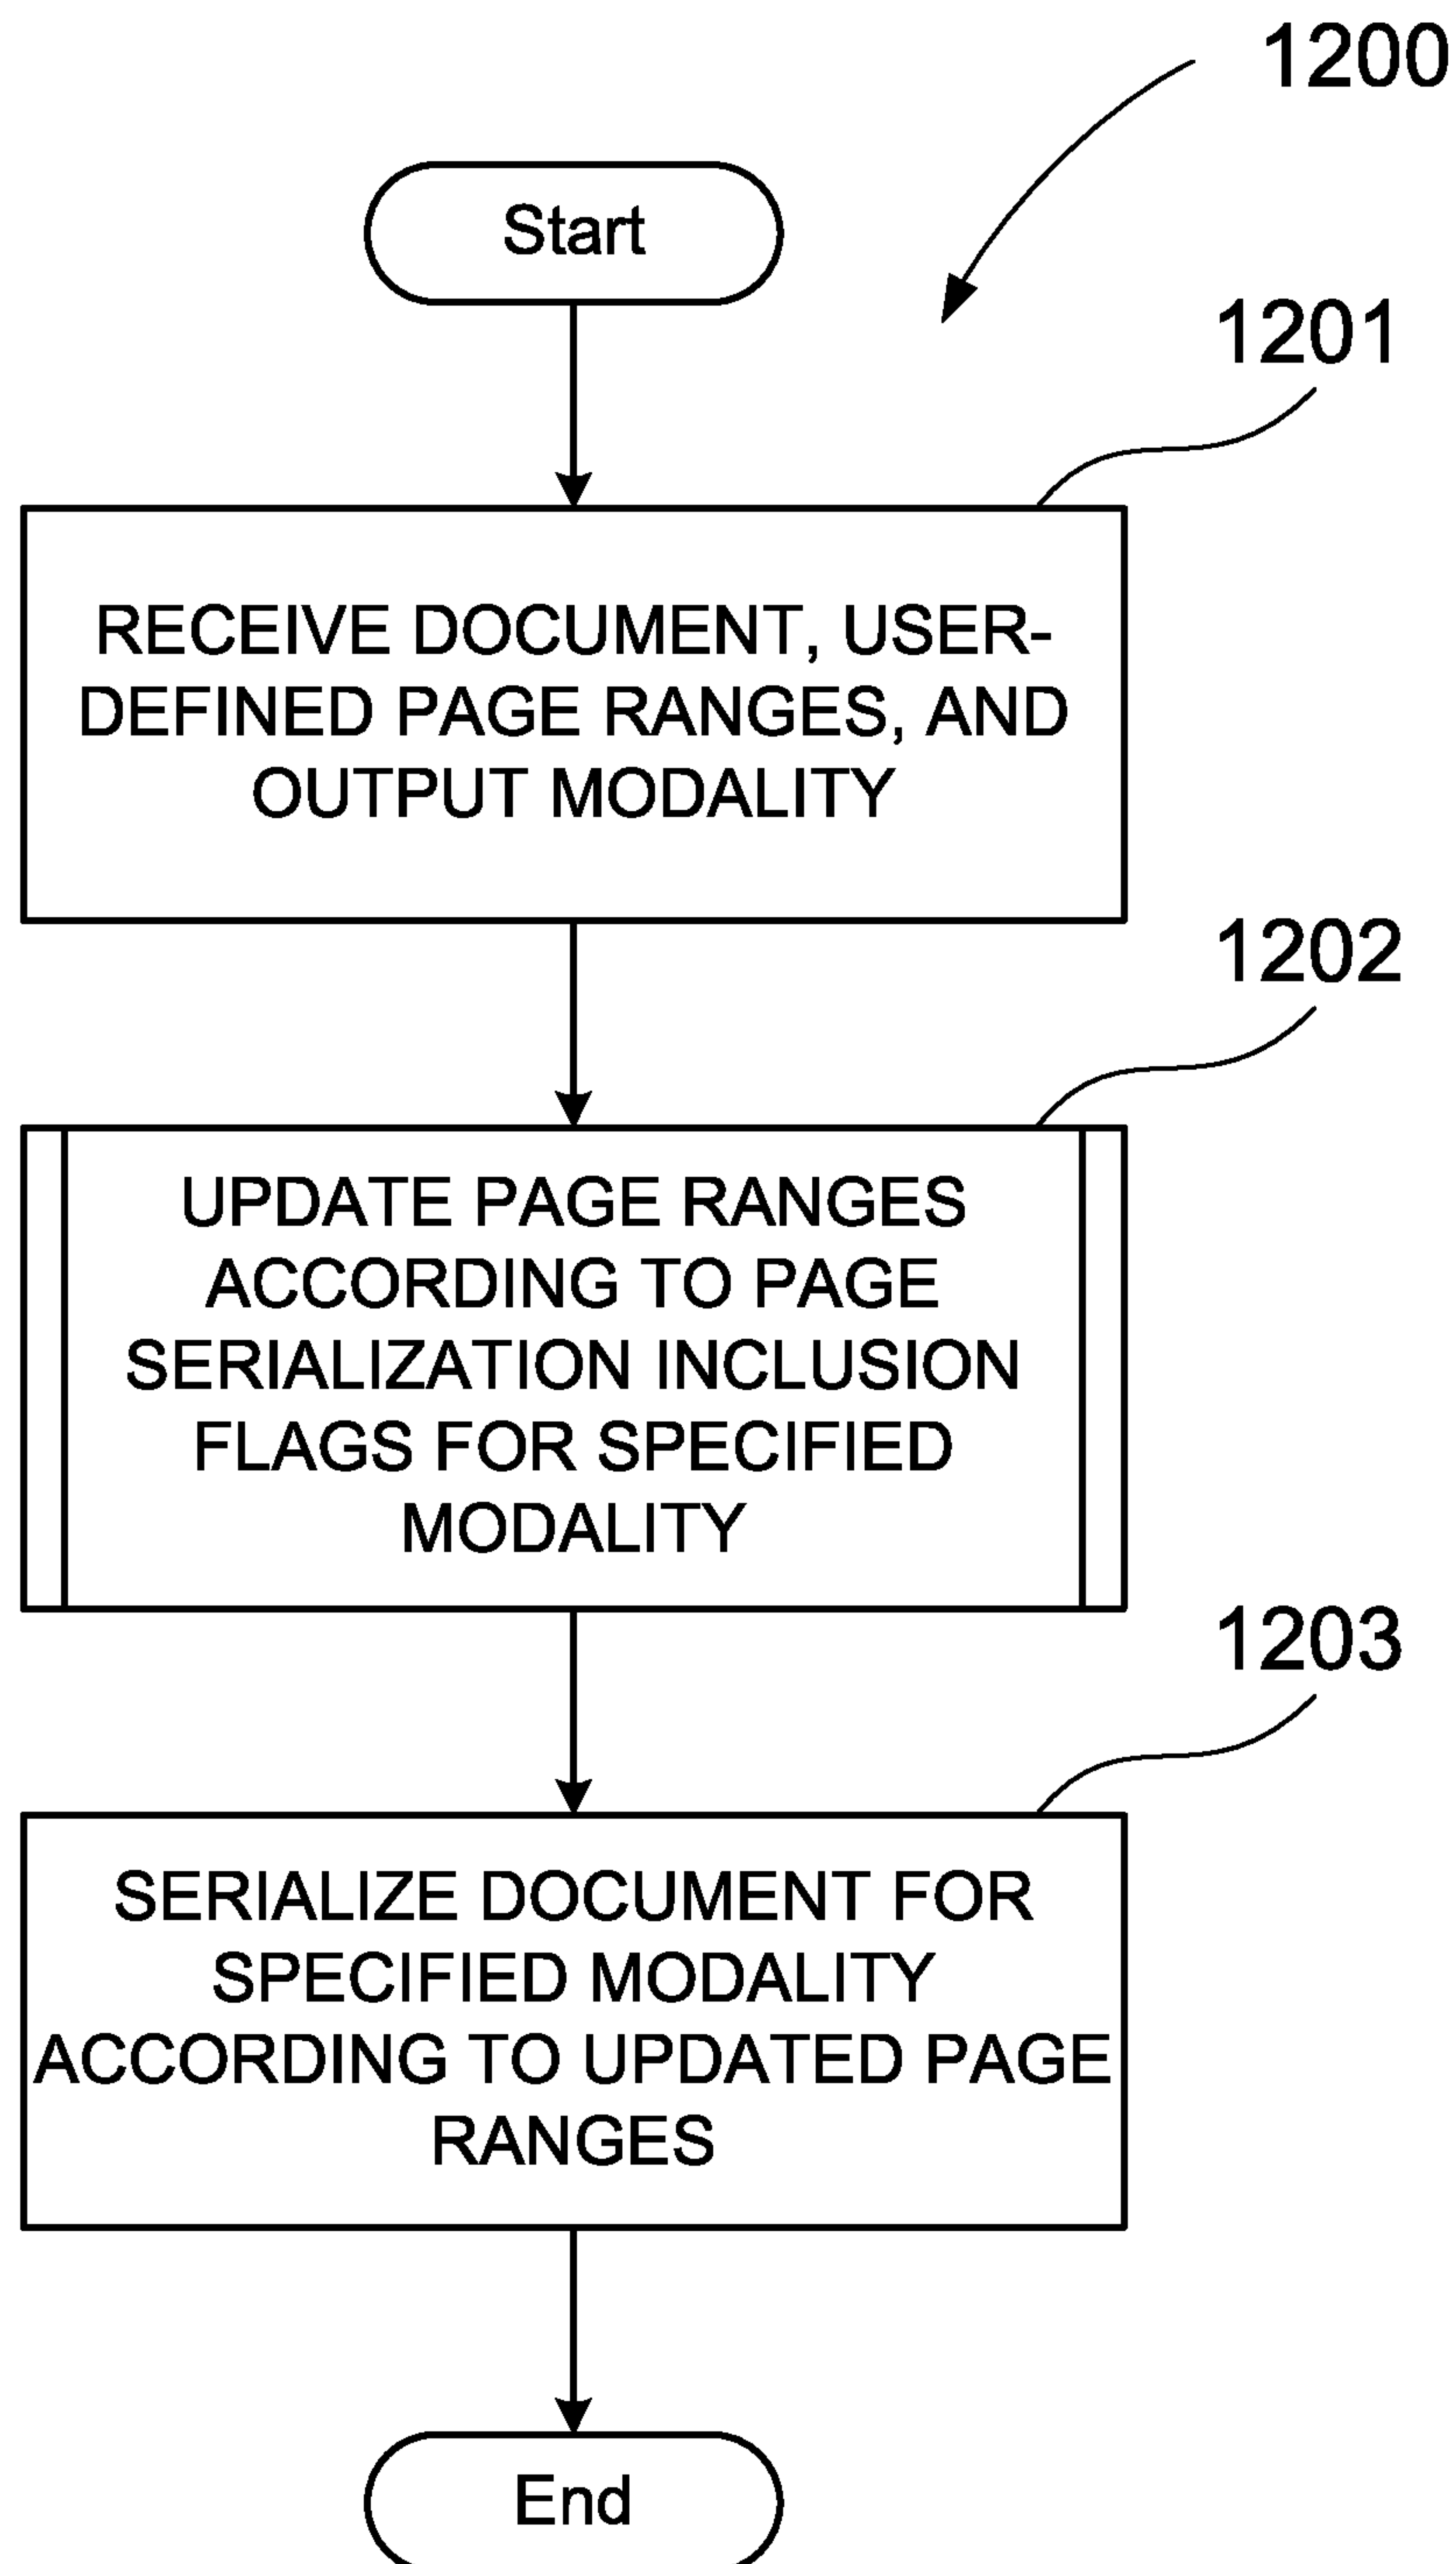 1200
Start
1201
RECEIVE DOCUMENT, USER-
DEFINED PAGE RANGES, AND
OUTPUT MODALITY
1202
UPDATE PAGE RANGES
ACCORDING TO PAGE
SERIALIZATION INCLUSION
FLAGS FOR SPECIFIED
MODALITY
1203
SERIALIZE DOCUMENT FOR
SPECIFIED MODALITY
ACCORDING TO UPDATED PAGE
RANGES
End